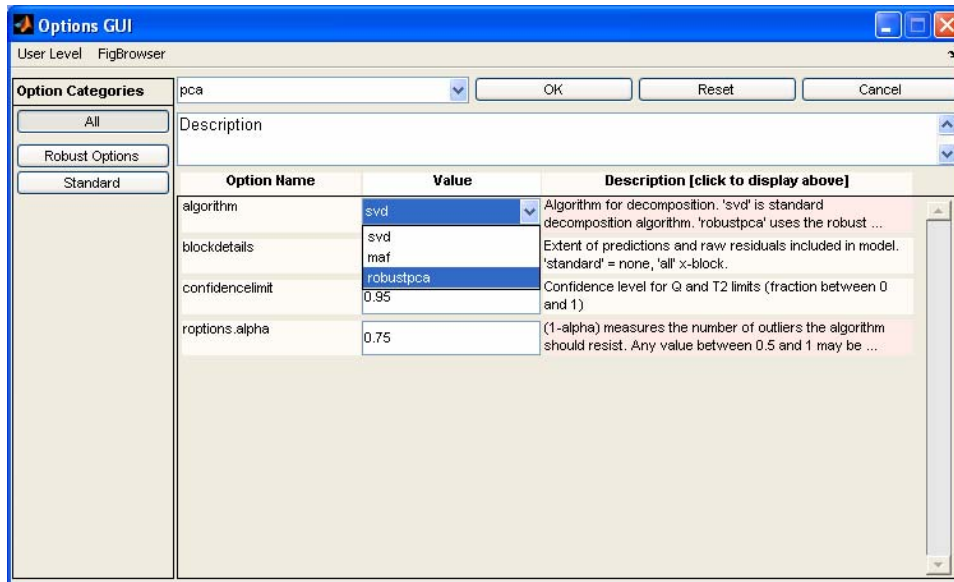 Options GUI
User Level FigBrowser
Option Categories
pca
OK
Reset
Cancel
All
Description
Robust Options
Standard
Option Name
Value
Description [click to display above]
algorithm
svd
Algorithm for decomposition. 'svd' is standard
decomposition algorithm. 'robustpca' uses the robust ...
svd
maf
robustpca
blockdetails
Extent of predictions and raw residuals included in model.
'standard' = none, 'all' x-block.
confidencelimit
0.95
Confidence level for Q and T2 limits (fraction between 0
and 1)
roptions.alpha
0.75
(1-alpha) measures the number of outliers the algorithm
should resist. Any value between 0.5 and 1 may be ...